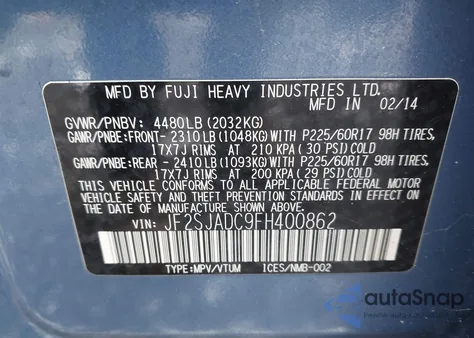 MFD. BY FUJI HEAVY INDUSTRIES LTD.
02/14
GVWR/PNBV: 4480LB (2032KG)
GAWR/PNBE:FRONT- 2310LB (1048KG)WITH P225/60R17 98H TIRES,
17X7J RIMS AT 210 KPA ( 30 PSI)COLD
GAWR/PNBE:REAR - 2410LB (1093KG)WITH P225/60R17 98H TIRES,
17X7J RIMS AT 200 KPA ( 29 PSI)COLD
THIS VEHICLE CONFORMS TO ALL APPLICABLE FEDERAL MOTOR
VEHICLE SAFETY AND THEFT PREVENTION STANDARDS IN EFFECT
ON THE DATE OF MANUFACTURE SHOWN ABOVE.
VIN: JF2SJADC9FH400862
TYPE:MPV/VTUM ICES/NMB-002
autoSnap